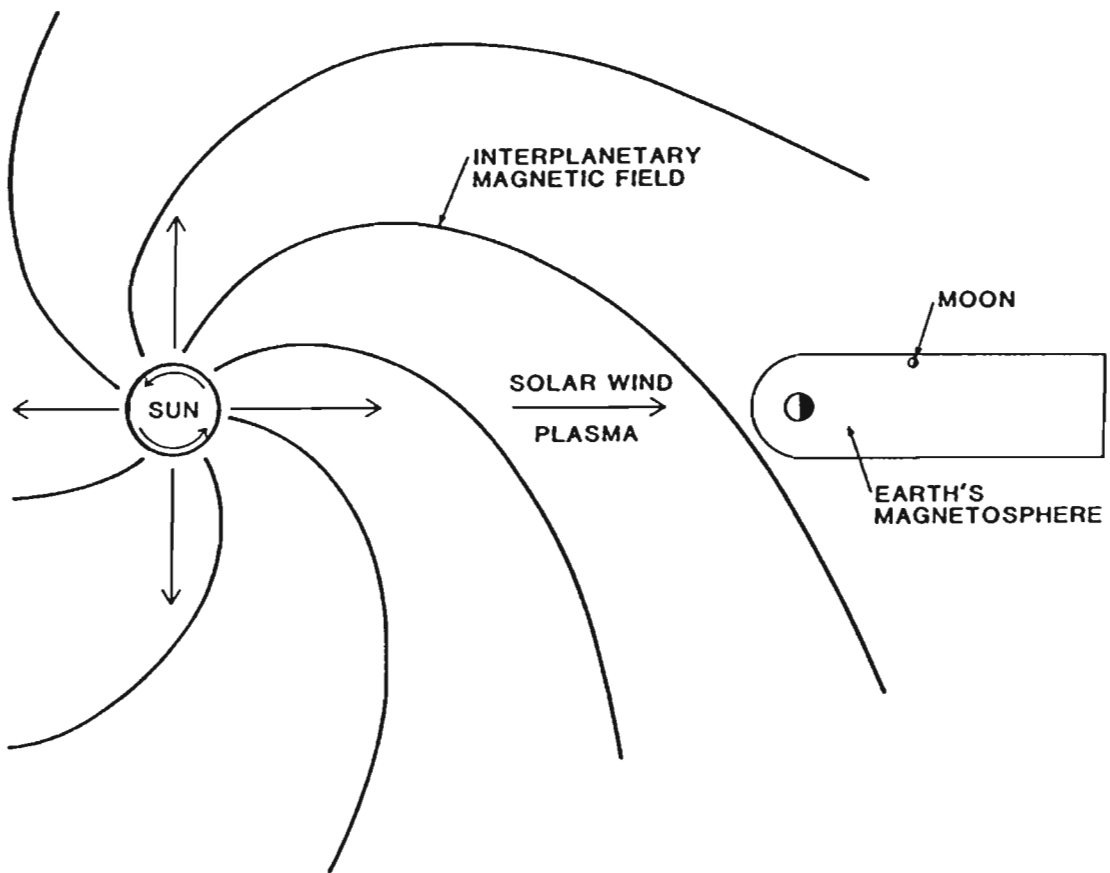 INTERPLANETARY
MAGNETIC FIELD
MOON
SUN
SOLAR WIND
PLASMA
EARTH'S
MAGNETOSPHERE